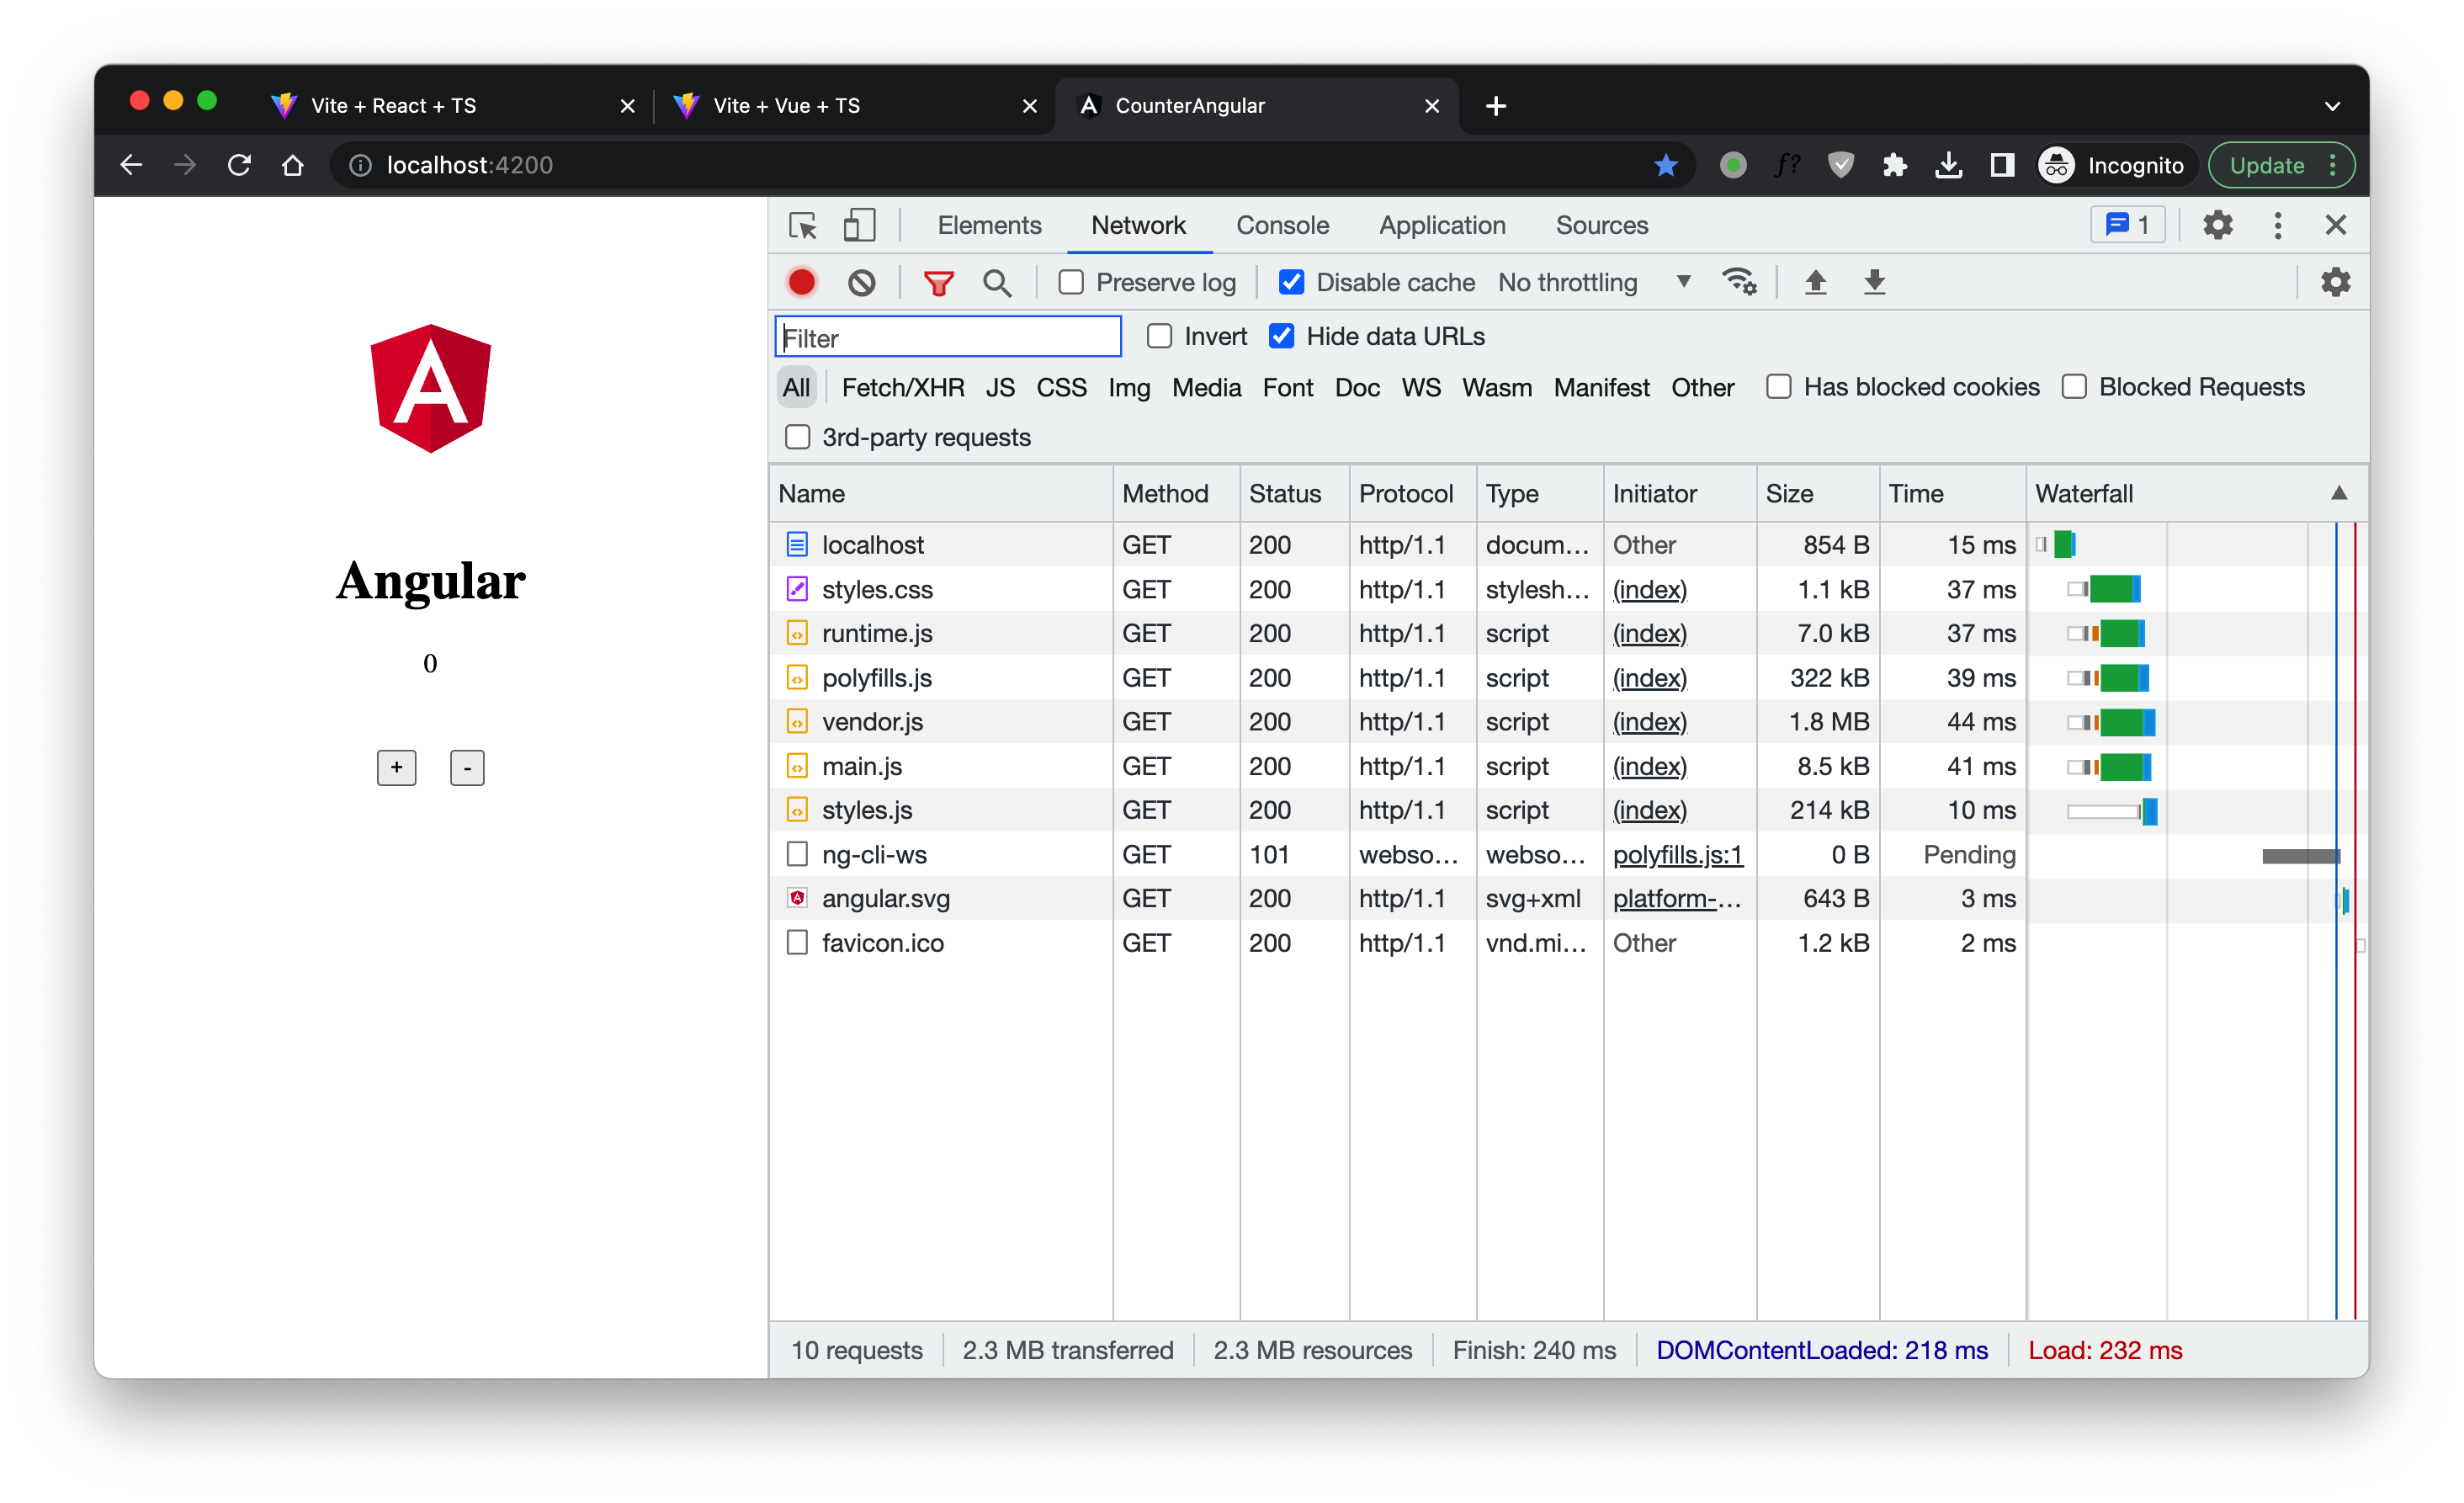 Vite + React + TS
Vite + Vue + TS
CounterAngular
localhost:4200
f?
Incognito
Update
Angular
0
+ -
Elements Network Console Application Sources 1
Preserve log Disable cache No throttling
Filter Invert Hide data URLs
All Fetch/XHR JS CSS Img Media Font Doc WS Wasm Manifest Other Has blocked cookies Blocked Requests
3rd-party requests
Name Method Status Protocol Type Initiator Size Time Waterfall
localhost GET 200 http/1.1 docum... Other 854 B 15 ms
styles.css GET 200 http/1.1 stylesh... (index) 1.1 kB 37 ms
runtime.js GET 200 http/1.1 script (index) 7.0 kB 37 ms
polyfills.js GET 200 http/1.1 script (index) 322 kB 39 ms
vendor.js GET 200 http/1.1 script (index) 1.8 MB 44 ms
main.js GET 200 http/1.1 script (index) 8.5 kB 41 ms
styles.js GET 200 http/1.1 script (index) 214 kB 10 ms
ng-cli-ws GET 101 webso... webso... polyfills.js:1 0 B Pending
angular.svg GET 200 http/1.1 svg+xml platform-... 643 B 3 ms
favicon.ico GET 200 http/1.1 vnd.mi... Other 1.2 kB 2 ms
10 requests 2.3 MB transferred 2.3 MB resources Finish: 240 ms DOMContentLoaded: 218 ms Load: 232 ms